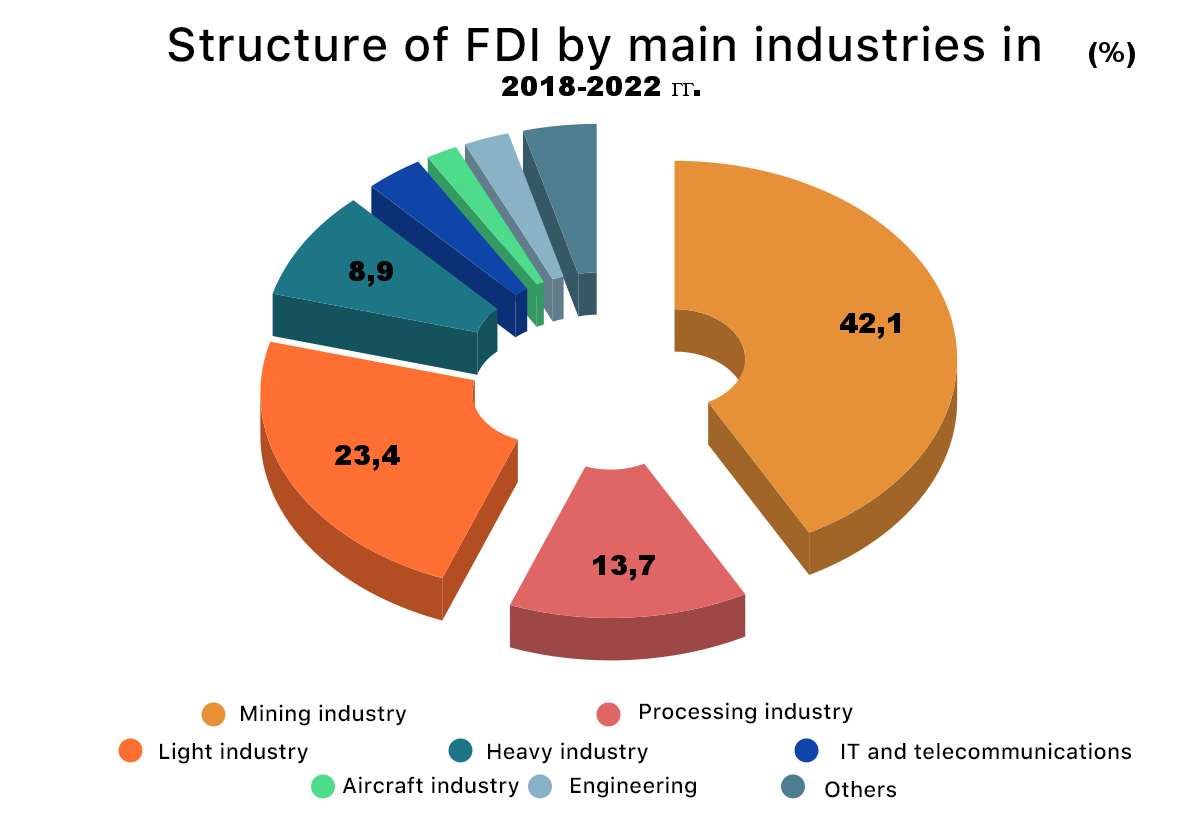 Structure of FDI by main industries in (%)
2018-2022 гг.
8,9
42,1
23,4
13,7
Mining industry
Processing industry
Light industry
Heavy industry
IT and telecommunications
Aircraft industry
Engineering
Others